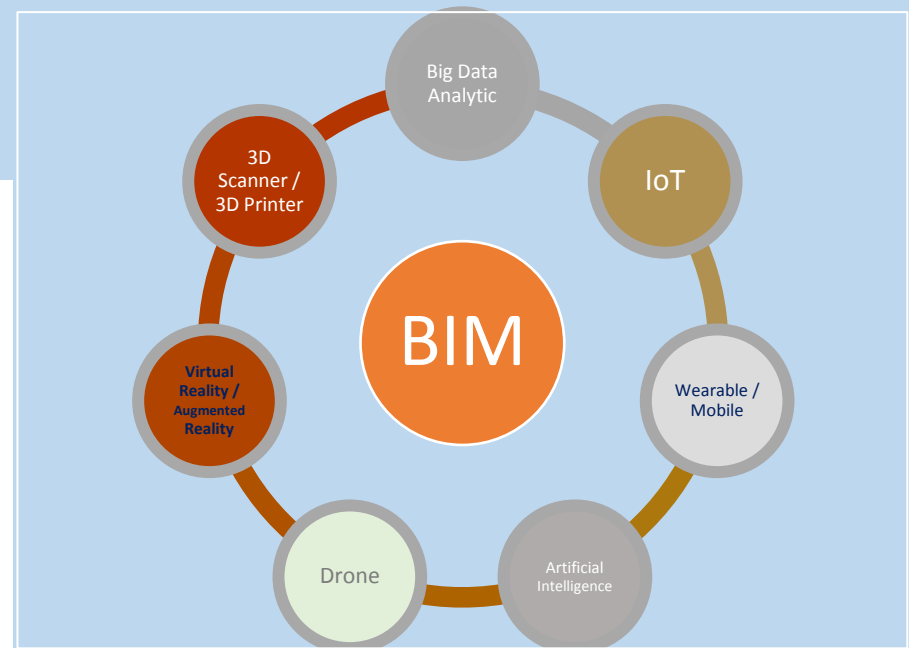 Big Data
Analytic
IoT
Wearable /
Mobile
Artificial
Intelligence
Drone
Virtual
Reality /
Augmented
Reality
3D
Scanner /
3D Printer
BIM